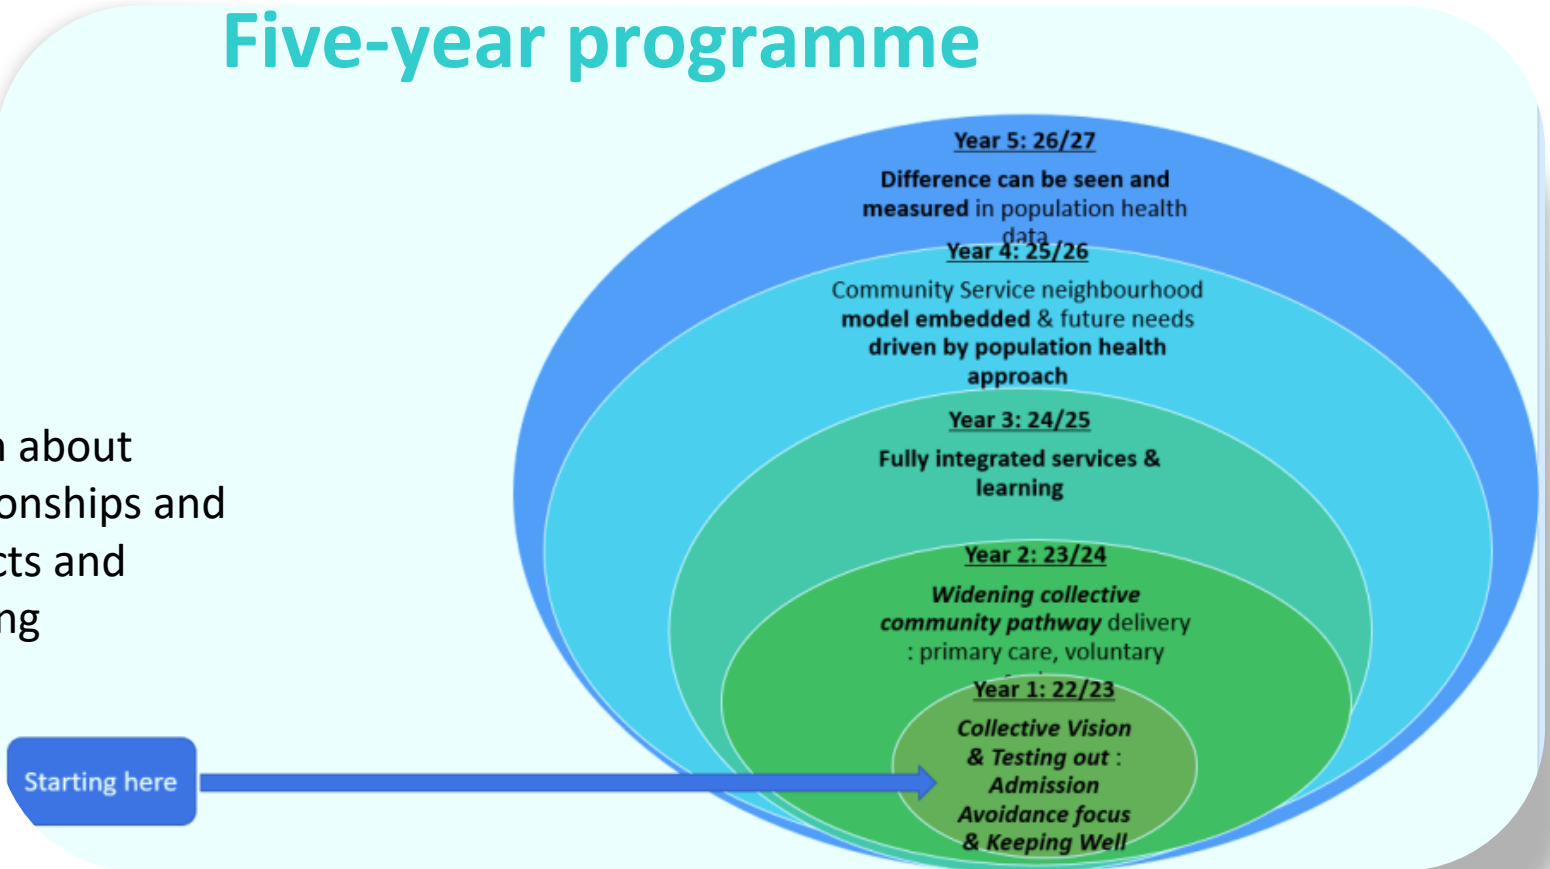 Five-year programme
Year 5: 26/27
Difference can be seen and
measured in population health
data
Year 4: 25/26
Community Service neighbourhood
model embedded & future needs
driven by population health
approach
Year 3: 24/25
Fully integrated services &
learning
Year 2: 23/24
Widening collective
community pathway delivery
: primary care, voluntary
Year 1: 22/23
Collective Vision
& Testing out :
Admission
Avoidance focus
& Keeping Well
about
onships and
cts and
ng
Starting here